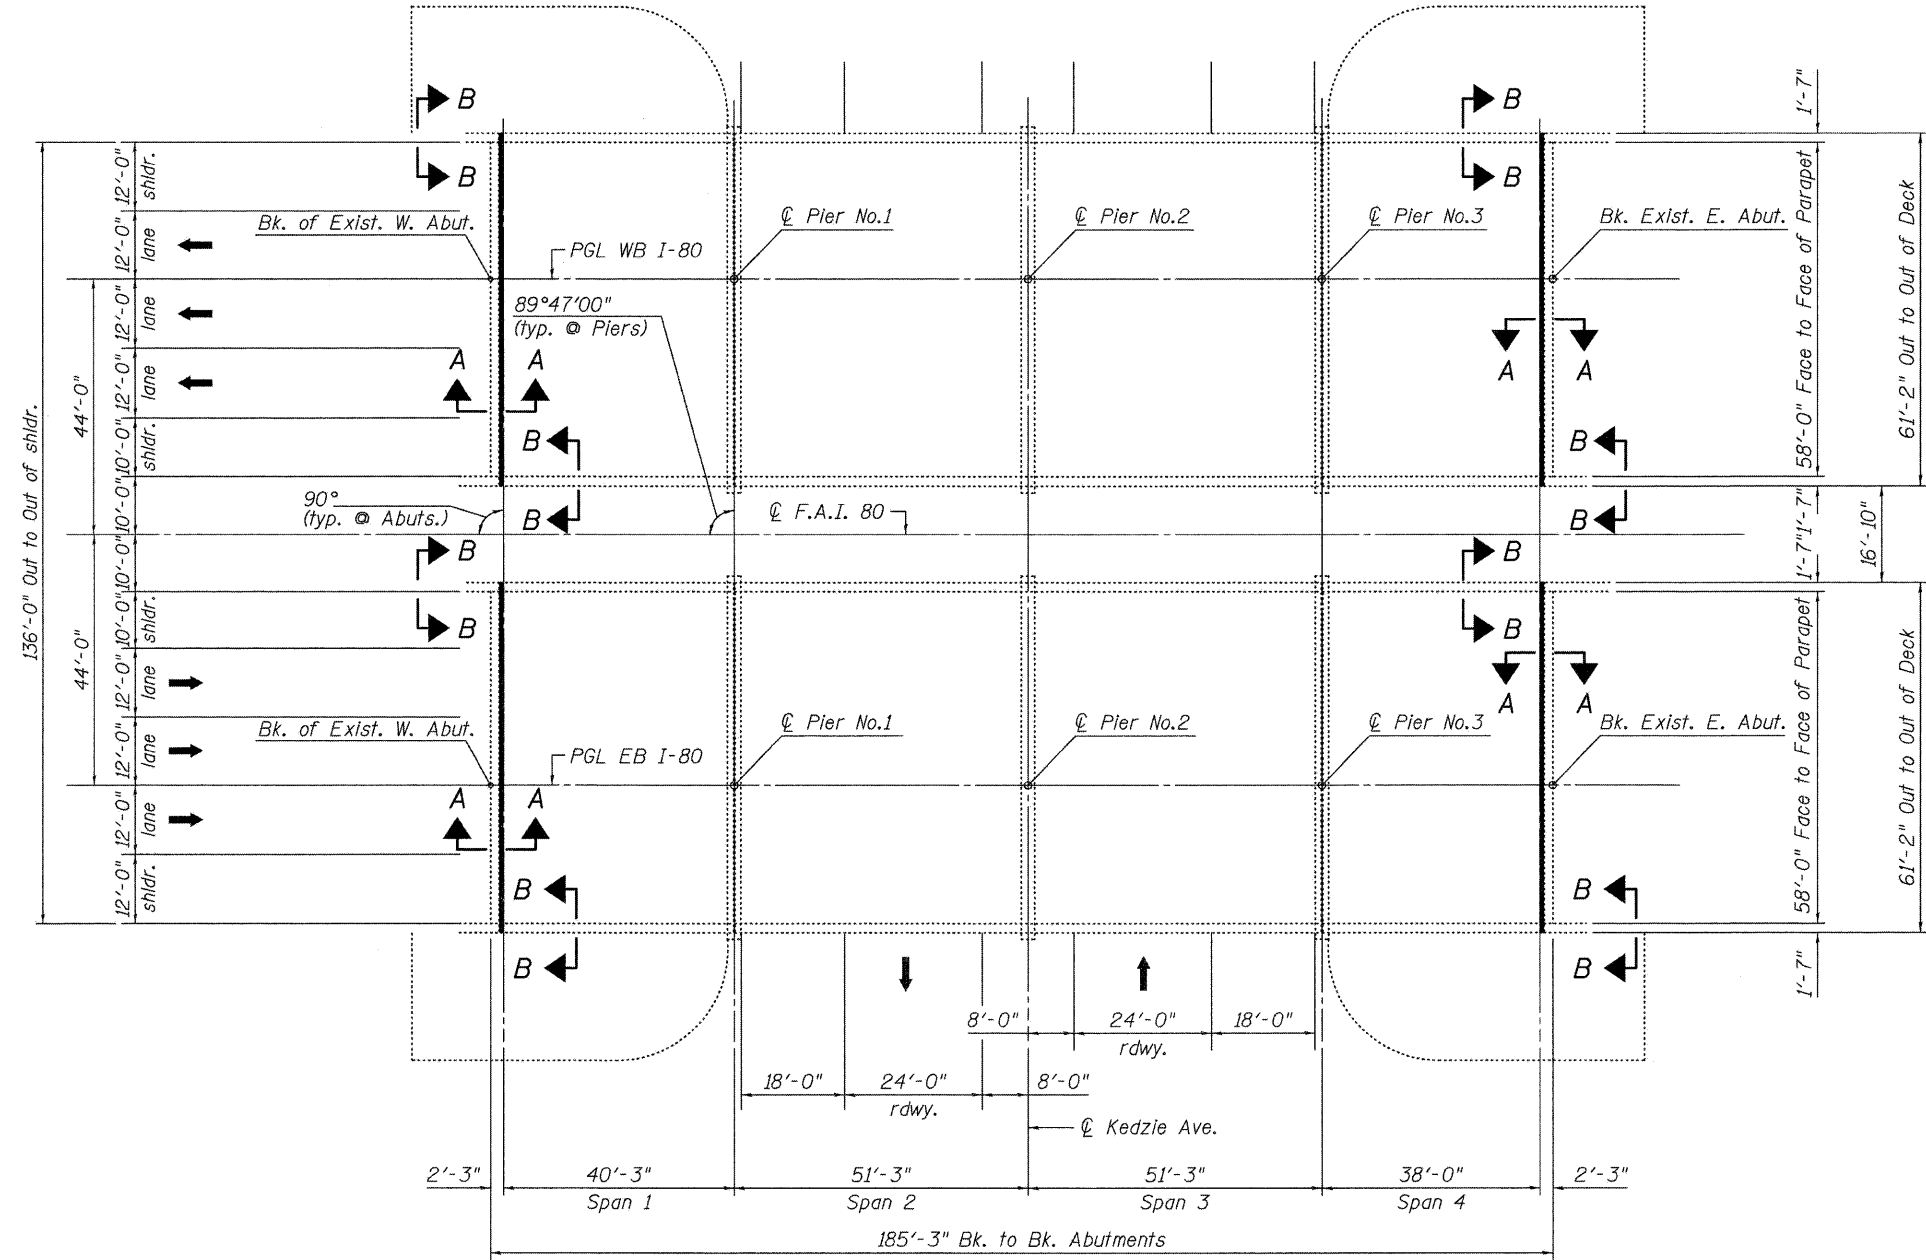 B
B
1'-7"
B
B
12'-0" shldr.
Bk. of Exist. W. Abut.
℄ Pier No.1
℄ Pier No.2
℄ Pier No.3
Bk. Exist. E. Abut.
12'-0" lane
PGL WB I-80
58'-0" Face to Face of Parapet
61'-2" Out to Out of Deck
12'-0" lane
89°47'00"
(typ. @ Piers)
12'-0" lane
A
A
A
A
44'-0"
136'-0" Out to Out of shldr.
10'-0" shldr.
B
B
B
B
90°
(typ. @ Abuts.)
10'-0"
℄ F.A.I. 80
1'-7"
1'-7"
16'-10"
10'-0"
B
B
B
B
10'-0" shldr.
44'-0"
12'-0" lane
A
A
58'-0" Face to Face of Parapet
61'-2" Out to Out of Deck
Bk. of Exist. W. Abut.
℄ Pier No.1
℄ Pier No.2
℄ Pier No.3
Bk. Exist. E. Abut.
12'-0" lane
PGL EB I-80
A
A
12'-0" lane
12'-0" shldr.
B
B
B
B
1'-7"
8'-0"
24'-0"
18'-0"
rdwy.
18'-0"
24'-0"
8'-0"
rdwy.
℄ Kedzie Ave.
2'-3"
40'-3"
51'-3"
51'-3"
38'-0"
2'-3"
Span 1
Span 2
Span 3
Span 4
185'-3" Bk. to Bk. Abutments